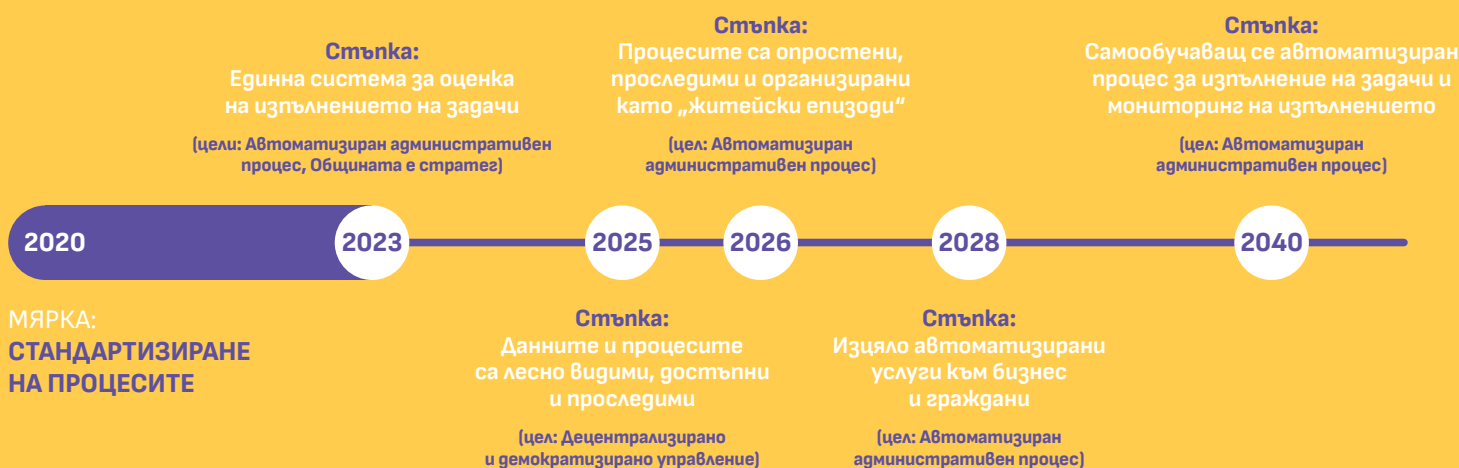 Стъпка:
Единна система за оценка
на изпълнението на задачи
(цели: Автоматизиран административен
процес, Общината е стратег)
Стъпка:
Процесите са опростени,
проследими и организирани
като „житейски епизоди“
(цел: Автоматизиран
административен процес)
Стъпка:
Самообучаващ се автоматизиран
процес за изпълнение на задачи и
мониторинг на изпълнението
(цел: Автоматизиран
административен процес)
2020
2023
2025
2026
2028
2040
МЯРКА:
СТАНДАРТИЗИРАНЕ
НА ПРОЦЕСИТЕ
Стъпка:
Данните и процесите
са лесно видими, достъпни
и проследими
(цел: Децентрализирано
и демократизирано управление)
Стъпка:
Изцяло автоматизирани
услуги към бизнес
и граждани
(цел: Автоматизиран
административен процес)